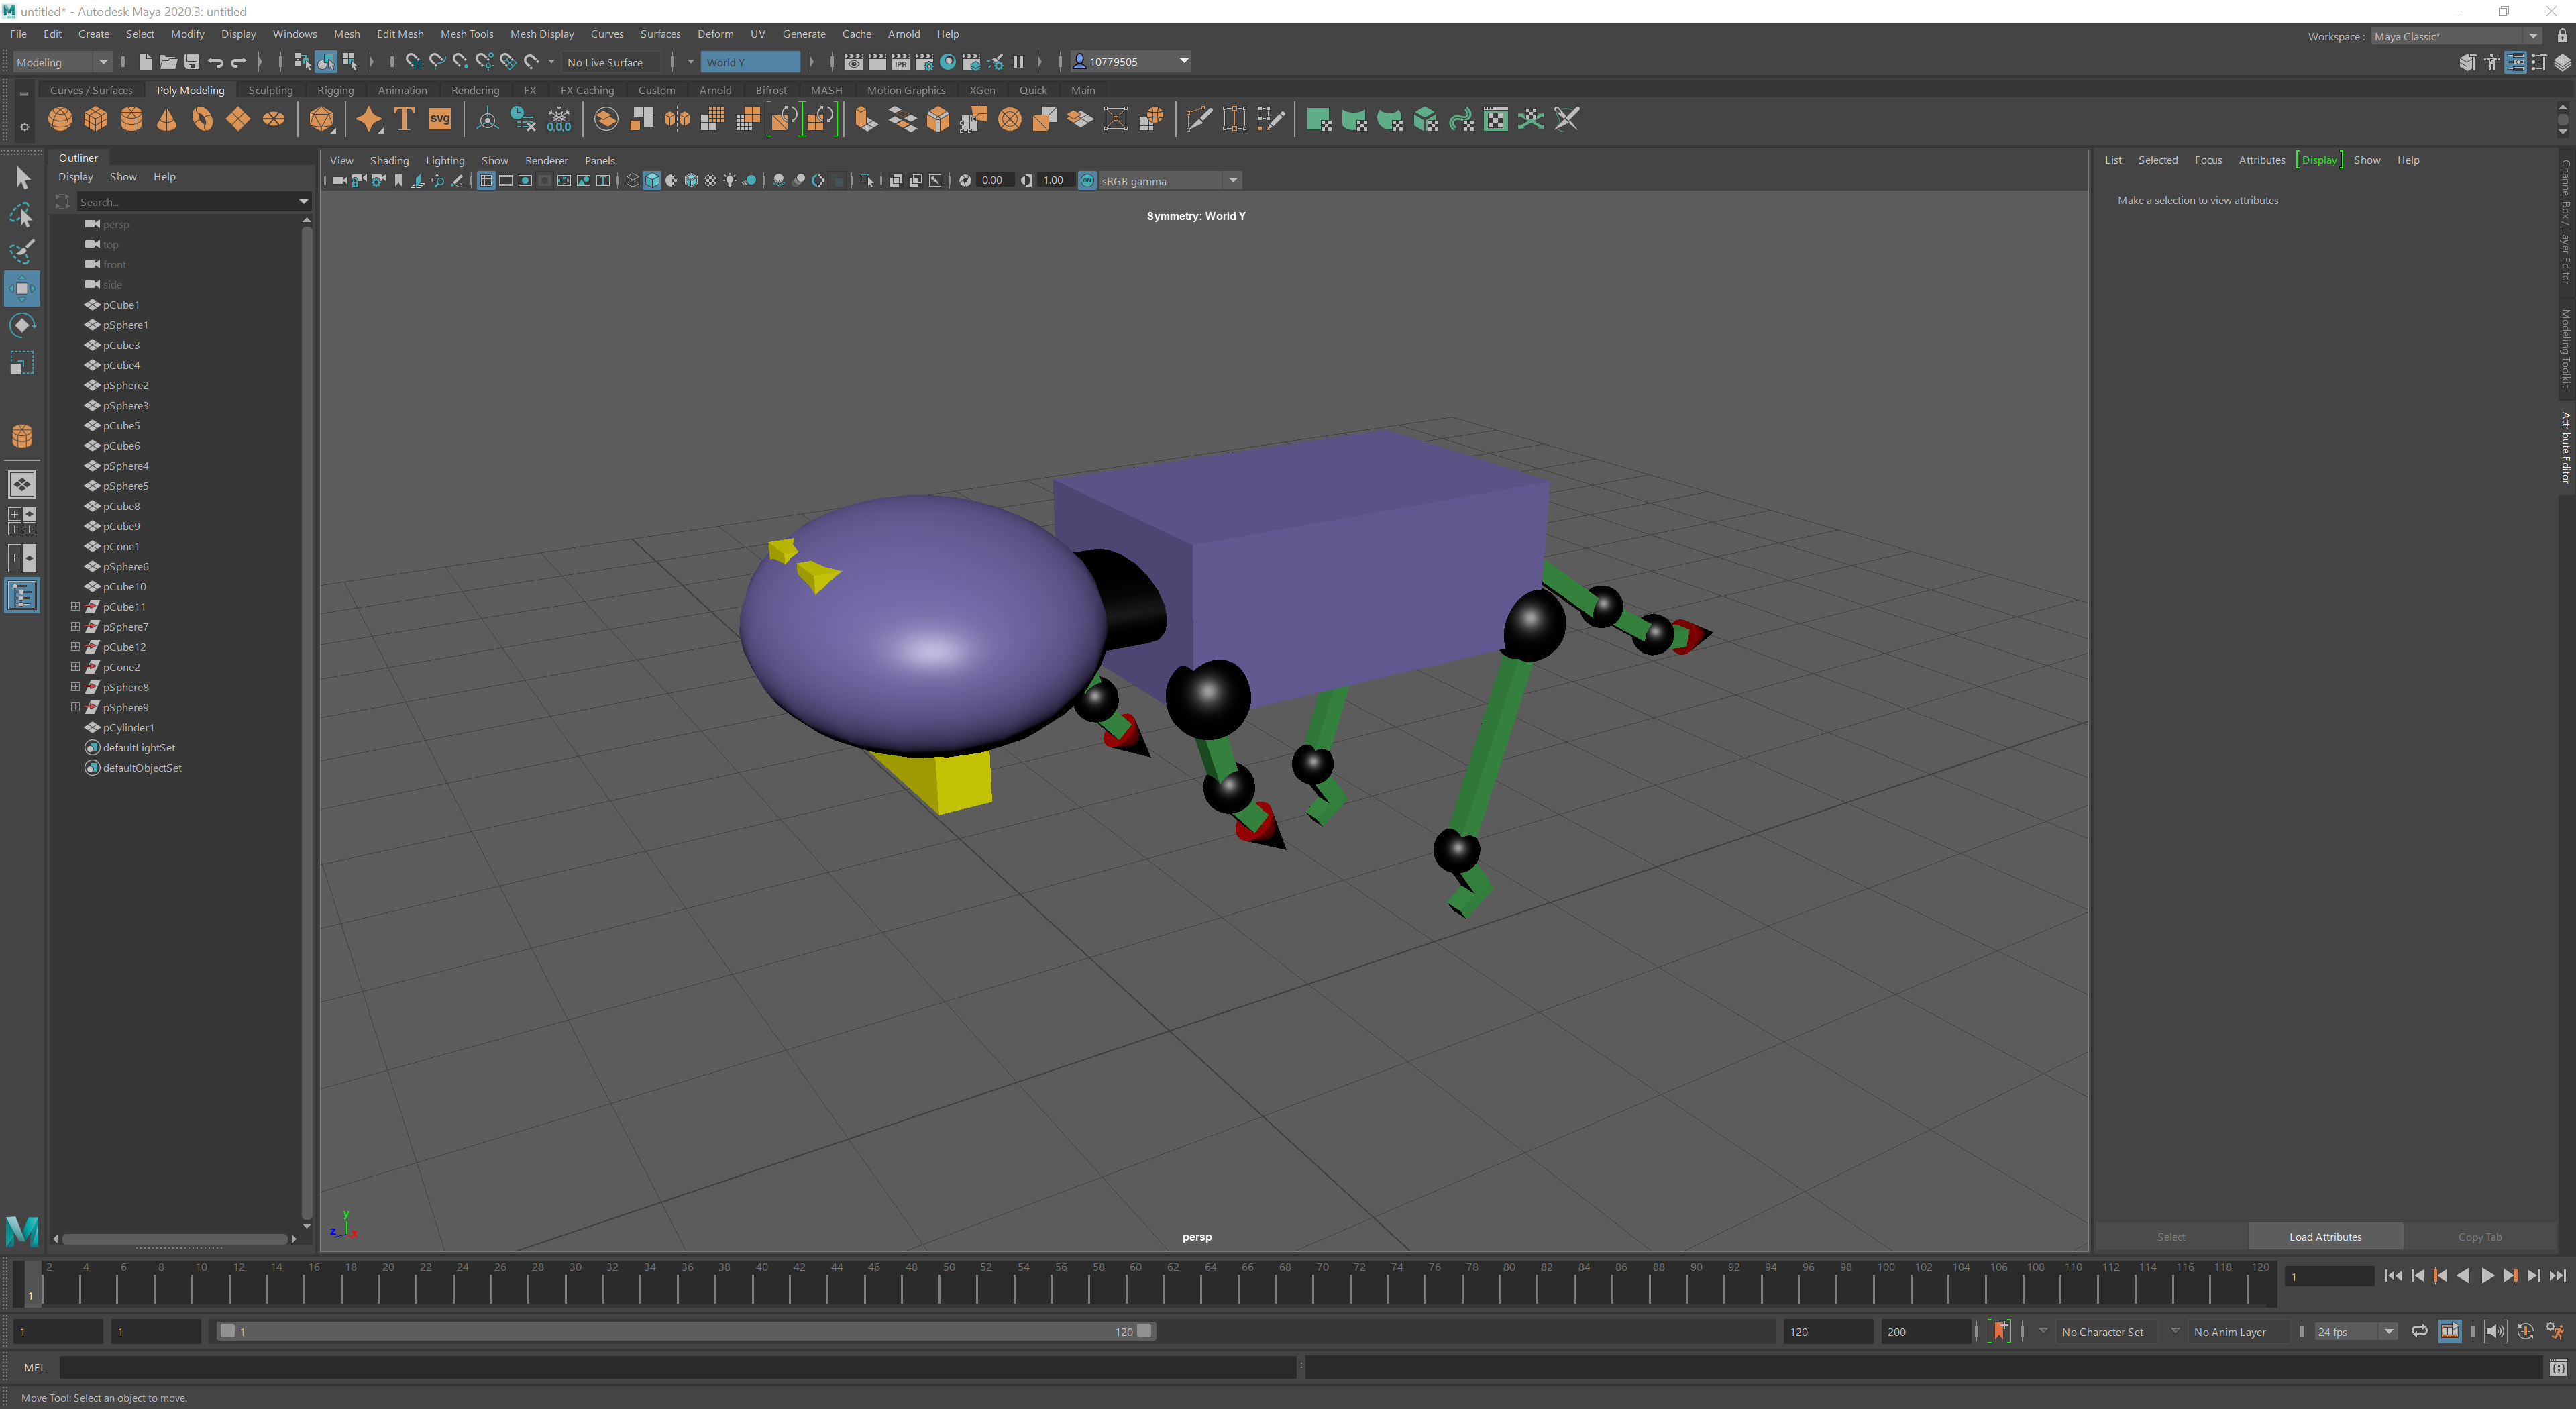 untitled* - Autodesk Maya 2020.3: untitled
File Edit Create Select Modify Display Windows Mesh Edit Mesh Mesh Tools Mesh Display Curves Surfaces Deform UV Generate Cache Arnold Help
Workspace : Maya Classic*
Modeling No Live Surface World Y IPR 10779505
Curves / Surfaces Poly Modeling Sculpting Rigging Animation Rendering FX FX Caching Custom Arnold Bifrost MASH Motion Graphics XGen Quick Main
T SVG 0,0,0
Outliner
Display Show Help
Search...
persp
top
front
side
pCube1
pSphere1
pCube3
pCube4
pSphere2
pSphere3
pCube5
pCube6
pSphere4
pSphere5
pCube8
pCube9
pCone1
pSphere6
pCube10
pCube11
pSphere7
pCube12
pCone2
pSphere8
pSphere9
pCylinder1
defaultLightSet
defaultObjectSet
View Shading Lighting Show Renderer Panels
0.00 1.00 ON sRGB gamma
Symmetry: World Y
y
z x
persp
List Selected Focus Attributes Display Show Help
Make a selection to view attributes
Channel Box / Layer Editor
Modeling Toolkit
Attribute Editor
Select Load Attributes Copy Tab
2 4 6 8 10 12 14 16 18 20 22 24 26 28 30 32 34 36 38 40 42 44 46 48 50 52 54 56 58 60 62 64 66 68 70 72 74 76 78 80 82 84 86 88 90 92 94 96 98 100 102 104 106 108 110 112 114 116 118 120
1 1
1 1 1 120 120 200 No Character Set No Anim Layer 24 fps
MEL
Move Tool: Select an object to move.